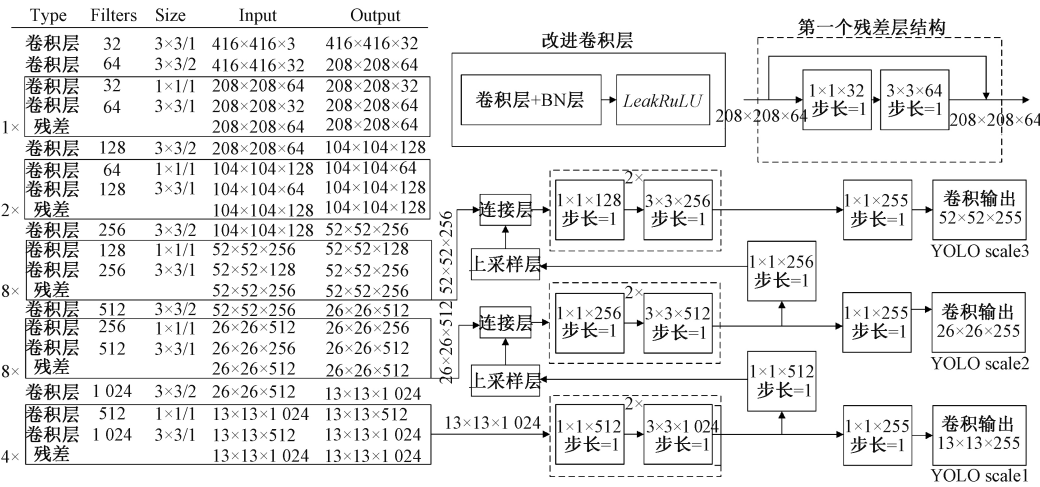 Type Filters Size Input Output
卷积层 32 3×3/1 416×416×3 416×416×32
卷积层 64 3×3/2 416×416×32 208×208×64
卷积层 32 1×1/1 208×208×64 208×208×32
卷积层 64 3×3/1 208×208×32 208×208×64
1× 残差 208×208×64 208×208×64
卷积层 128 3×3/2 208×208×64 104×104×128
卷积层 64 1×1/1 104×104×128 104×104×64
卷积层 128 3×3/1 104×104×64 104×104×128
2× 残差 104×104×128 104×104×128
卷积层 256 3×3/2 104×104×128 52×52×256
卷积层 128 1×1/1 52×52×256 52×52×128
卷积层 256 3×3/1 52×52×128 52×52×256
8× 残差 52×52×256 52×52×256
卷积层 512 3×3/2 52×52×256 26×26×512
卷积层 256 1×1/1 26×26×512 26×26×256
卷积层 512 3×3/1 26×26×256 26×26×512
8× 残差 26×26×512 26×26×512
卷积层 1 024 3×3/2 26×26×512 13×13×1 024
卷积层 512 1×1/1 13×13×1 024 13×13×512
卷积层 1 024 3×3/1 13×13×512 13×13×1 024
4× 残差 13×13×1 024 13×13×1 024
改进卷积层
卷积层+BN层
LeakRuLU
第一个残差层结构
208×208×64
1×1×32
步长=1
3×3×64
步长=1
208×208×64
52×52×256
连接层
上采样层
2×
1×1×128
步长=1
3×3×256
步长=1
1×1×255
步长=1
卷积输出
52×52×255
YOLO scale3
1×1×256
步长=1
26×26×512
连接层
上采样层
2×
1×1×256
步长=1
3×3×512
步长=1
1×1×255
步长=1
卷积输出
26×26×255
YOLO scale2
1×1×512
步长=1
13×13×1 024
2×
1×1×512
步长=1
3×3×1 024
步长=1
1×1×255
步长=1
卷积输出
13×13×255
YOLO scale1